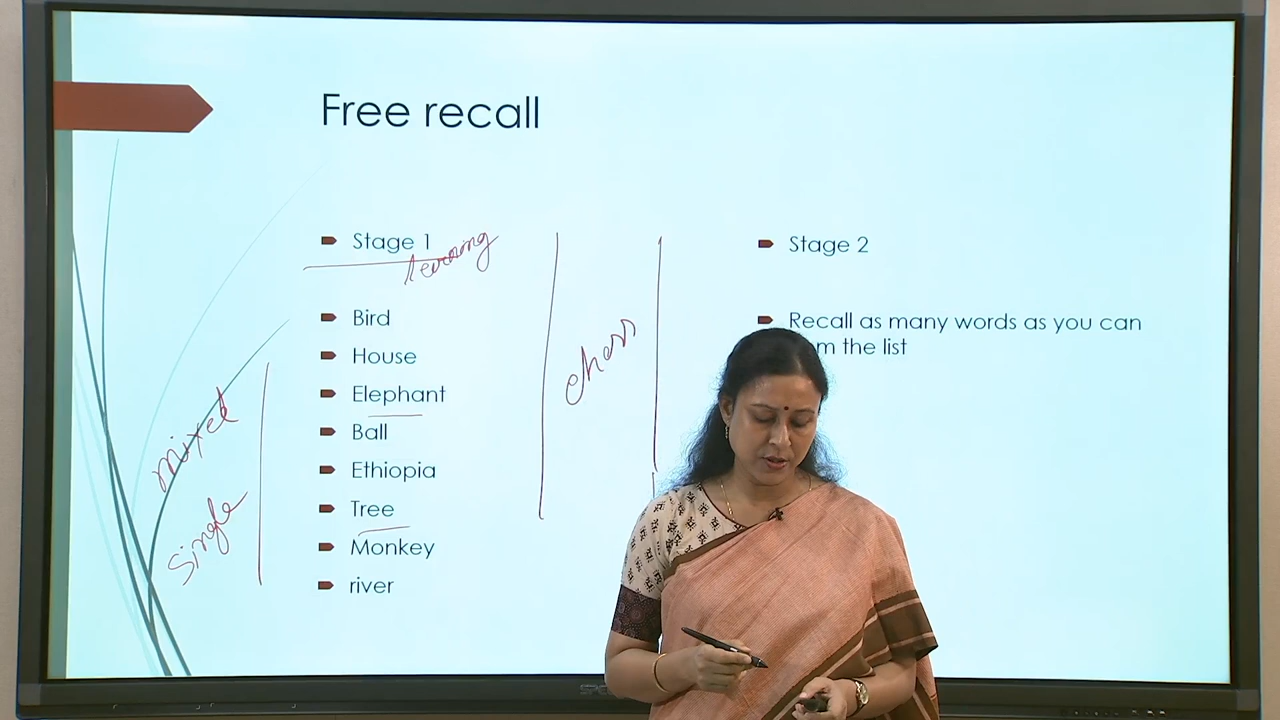 Free recall
Stage 1
learning
Bird
House
Elephant
Ball
Ethiopia
Tree
Monkey
river
mixed
single
chess
Stage 2
Recall as many words as you can
m the list